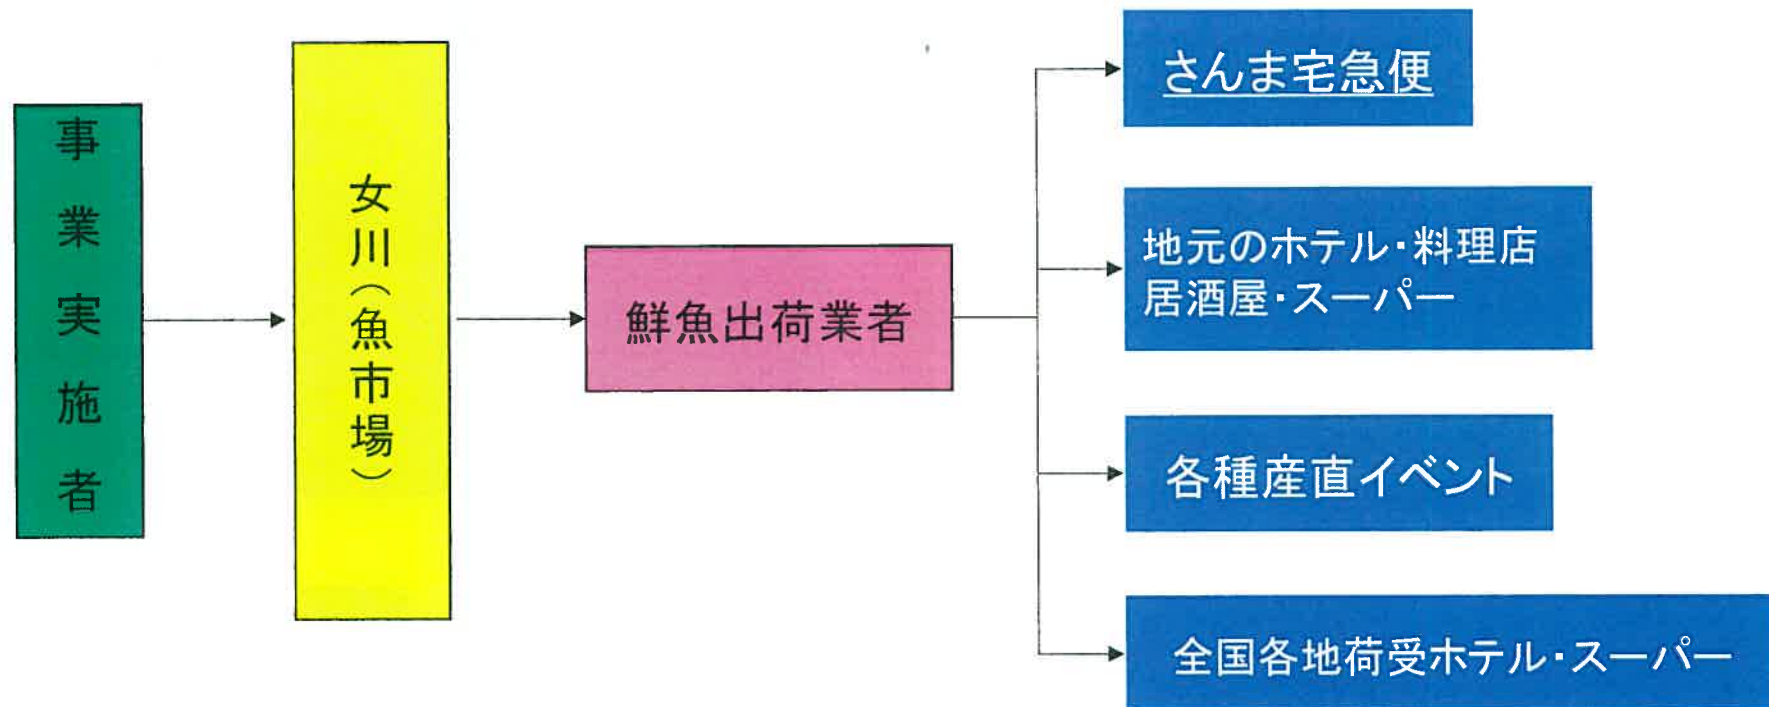 事業実施者
女川(魚市場)
鮮魚出荷業者
さんま宅急便
地元のホテル・料理店
居酒屋・スーパー
各種産直イベント
全国各地荷受ホテル・スーパー